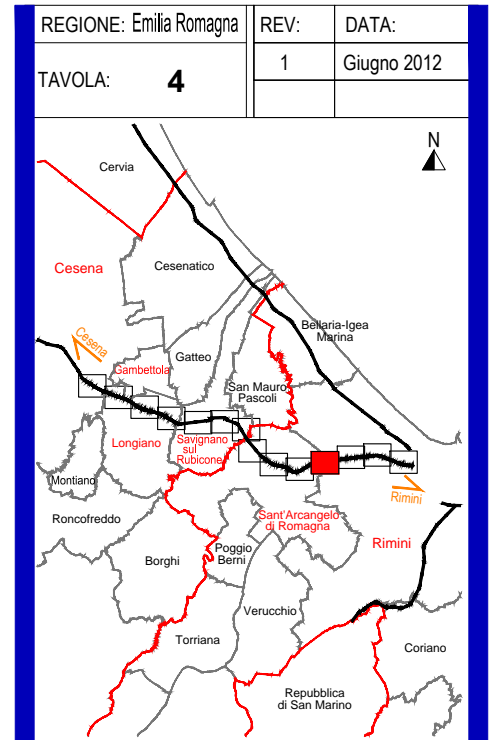 REGIONE: Emilia Romagna
REV:
DATA:
1
Giugno 2012
TAVOLA:
4
N
Cervia
Cesena
Cesenatico
Bellaria-Igea
Marina
Cesena
Gatteo
Gambettola
San Mauro
Pascoli
Longiano
Savignano
sul
Rubicone
Montiano
Rimini
Roncofreddo
Sant'Arcangelo
di Romagna
Rimini
Borghi
Poggio
Berni
Verucchio
Torriana
Coriano
Repubblica
di San Marino